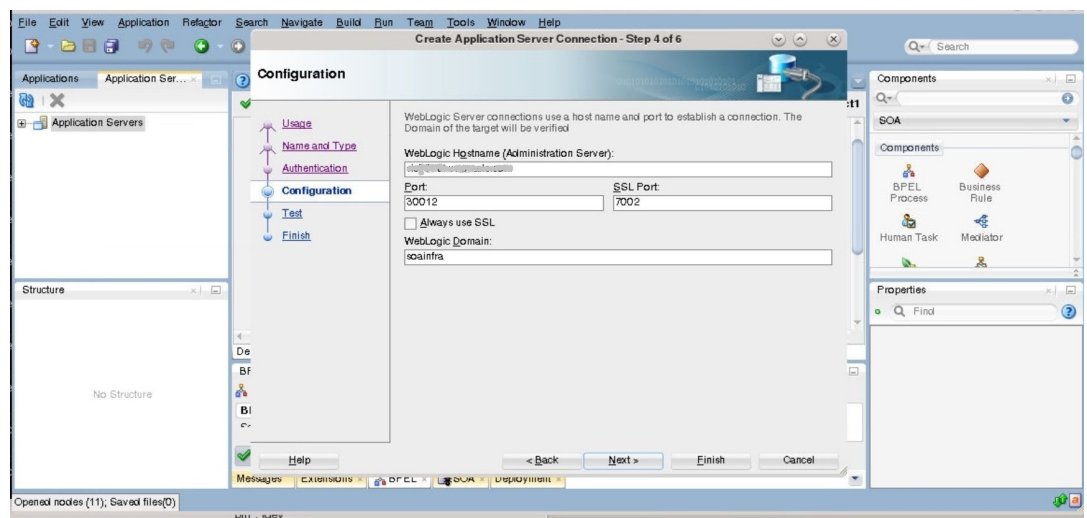 File Edit View Application Refactor Search Navigate Build Run Team Tools Window Help
Create Application Server Connection - Step 4 of 6
Search
Applications
Application Ser...
Configuration
Components
Application Servers
SOA
Components
BPEL Process
Business Rule
Human Task
Mediator
Usage
Name and Type
Authentication
Configuration
Test
Finish
WebLogic Server connections use a host name and port to establish a connection. The
Domain of the target will be verified
WebLogic Hostname (Administration Server):
Port:
SSL Port:
30012
7002
Always use SSL
WebLogic Domain:
soainfra
Structure
No Structure
Properties
Find
De
BF
BI
Help
< Back
Next >
Finish
Cancel
Messages
Extensions
BPEL
SOA
Deployment
Opened nodes (11); Saved files(0)